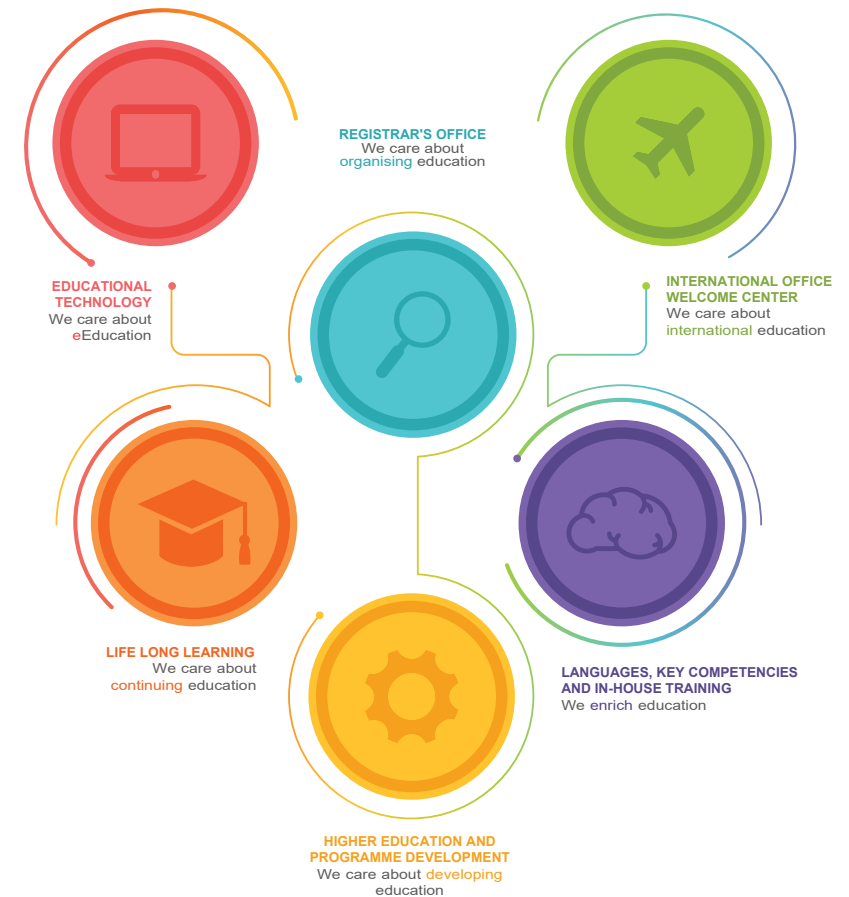 REGISTRAR'S OFFICE
We care about
organising education
EDUCATIONAL
TECHNOLOGY
We care about
eEducation
INTERNATIONAL OFFICE
WELCOME CENTER
We care about
international education
LIFE LONG LEARNING
We care about
continuing education
LANGUAGES, KEY COMPETENCIES
AND IN-HOUSE TRAINING
We enrich education
HIGHER EDUCATION AND
PROGRAMME DEVELOPMENT
We care about developing
education